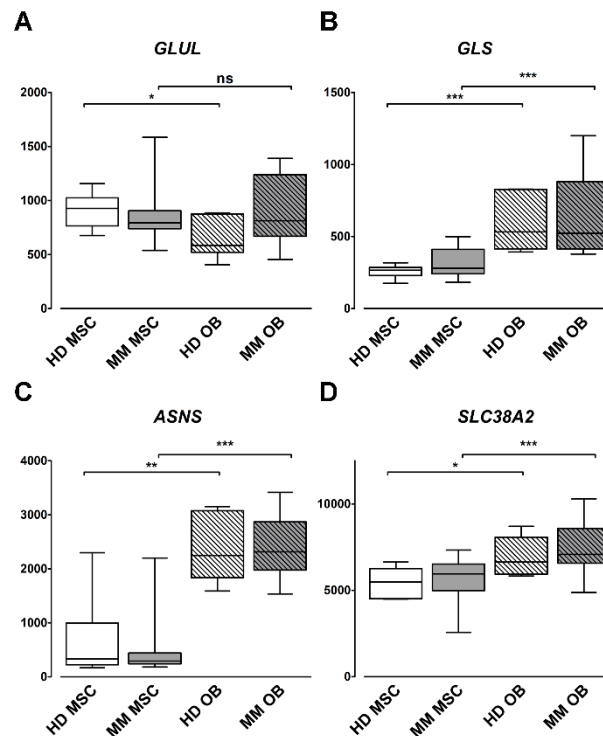 A
GLUL
ns
*
2000
1500
1000
500
0
HD MSC
MM MSC
HD OB
MM OB
B
GLS
***
***
1500
1000
500
0
HD MSC
MM MSC
HD OB
MM OB
C
ASNS
***
**
4000
3000
2000
1000
0
HD MSC
MM MSC
HD OB
MM OB
D
SLC38A2
***
*
10000
5000
0
HD MSC
MM MSC
HD OB
MM OB